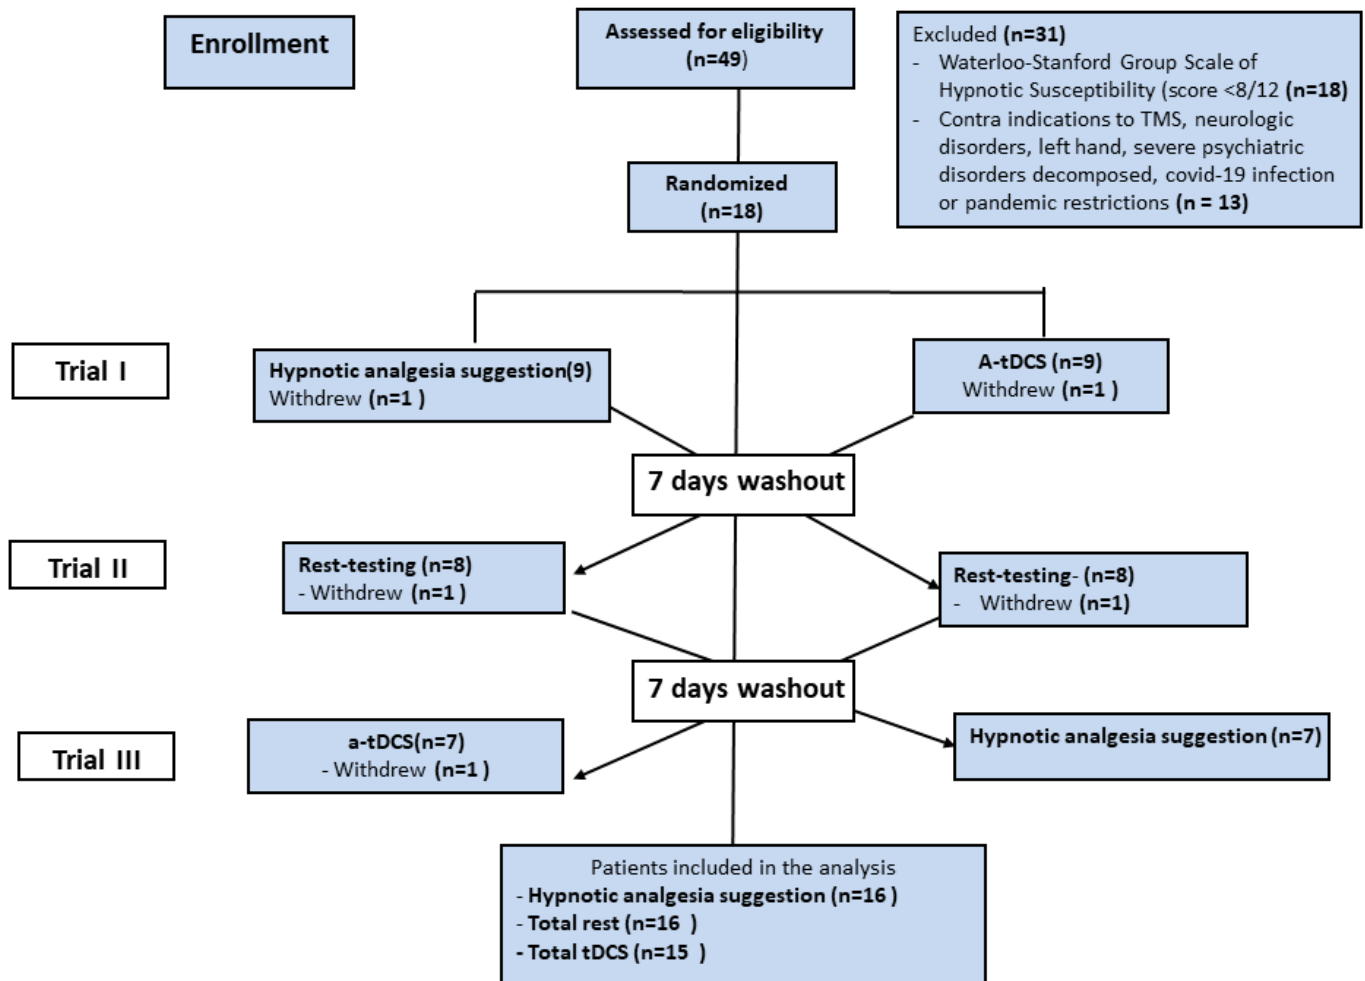 Enrollment
Assessed for eligibility
(n=49)
Excluded (n=31)
- Waterloo-Stanford Group Scale of
Hypnotic Susceptibility (score <8/12 (n=18)
- Contra indications to TMS, neurologic
disorders, left hand, severe psychiatric
disorders decomposed, covid-19 infection
or pandemic restrictions (n = 13)
Randomized
(n=18)
Trial I
Hypnotic analgesia suggestion(9)
Withdrew (n=1 )
A-tDCS (n=9)
Withdrew (n=1 )
7 days washout
Trial II
Rest-testing (n=8)
- Withdrew (n=1 )
Rest-testing- (n=8)
- Withdrew (n=1)
7 days washout
Trial III
a-tDCS(n=7)
- Withdrew (n=1 )
Hypnotic analgesia suggestion (n=7)
Patients included in the analysis
- Hypnotic analgesia suggestion (n=16 )
- Total rest (n=16 )
- Total tDCS (n=15 )